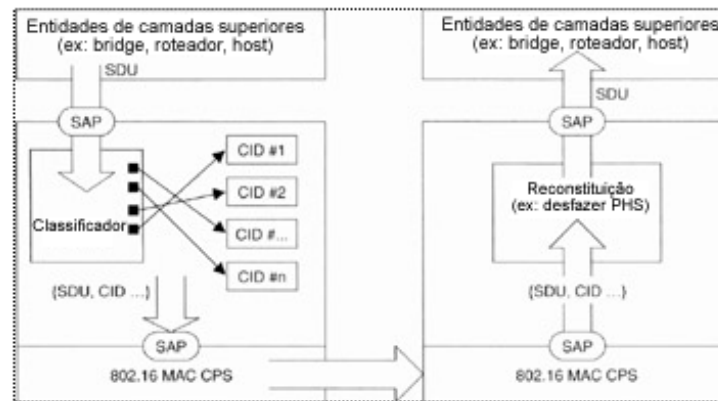 Entidades de camadas superiores
(ex: bridge, roteador, host)
SDU
SAP
Classificador
CID #1
CID #2
CID #...
CID #n
{SDU, CID ...}
SAP
802.16 MAC CPS
Entidades de camadas superiores
(ex: bridge, roteador, host)
SDU
SAP
Reconstituição
(ex: desfazer PHS)
{SDU, CID ...}
SAP
802.16 MAC CPS